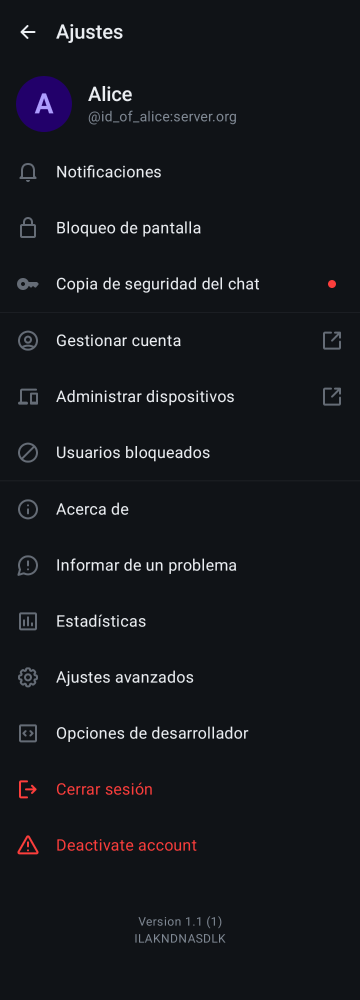 Ajustes
A
Alice
@id_of_alice:server.org
Notificaciones
Bloqueo de pantalla
Copia de seguridad del chat
Gestionar cuenta
Administrar dispositivos
Usuarios bloqueados
Acerca de
Informar de un problema
Estadísticas
Ajustes avanzados
Opciones de desarrollador
Cerrar sesión
Deactivate account
Version 1.1 (1)
ILAKNDNASDLK